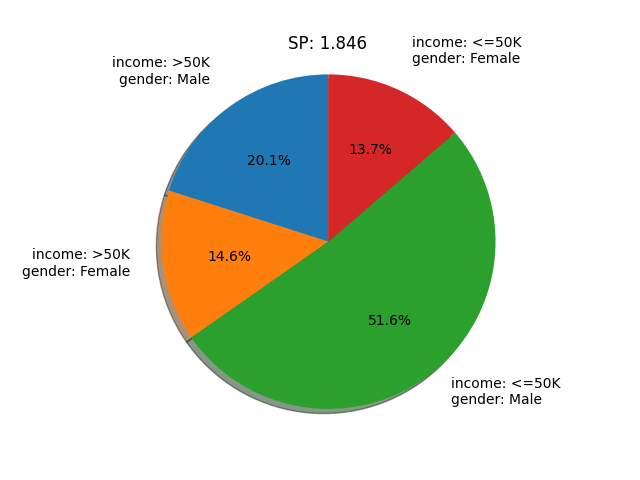 SP: 1.846
income: <=50K
gender: Female
income: >50K
gender: Male
13.7%
20.1%
income: >50K
gender: Female
14.6%
51.6%
income: <=50K
gender: Male